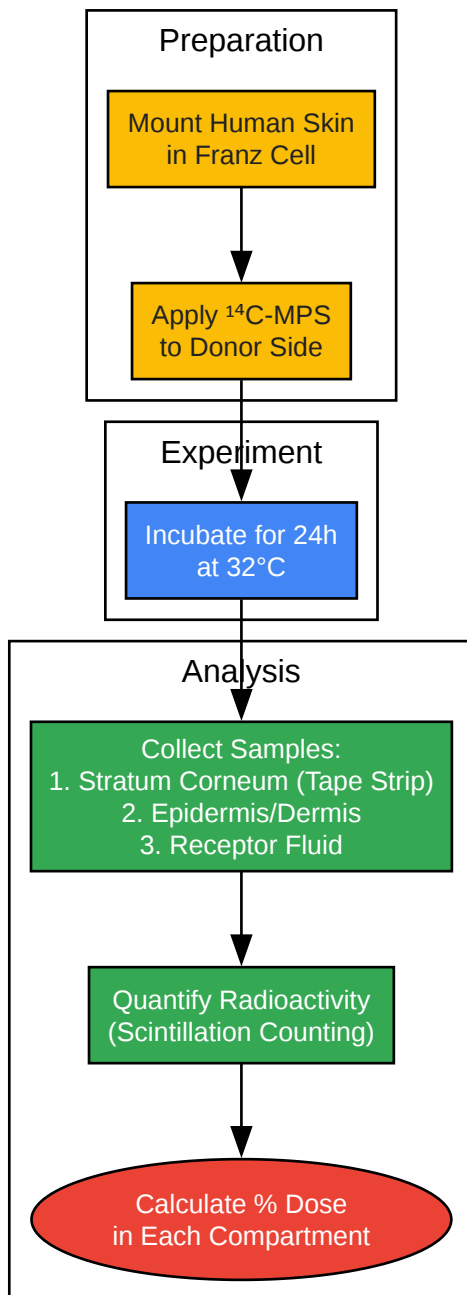 Preparation
Mount Human Skin
in Franz Cell
Apply ¹⁴C-MPS
to Donor Side
Experiment
Incubate for 24h
at 32°C
Analysis
Collect Samples:
1. Stratum Corneum (Tape Strip)
2. Epidermis/Dermis
3. Receptor Fluid
Quantify Radioactivity
(Scintillation Counting)
Calculate % Dose
in Each Compartment